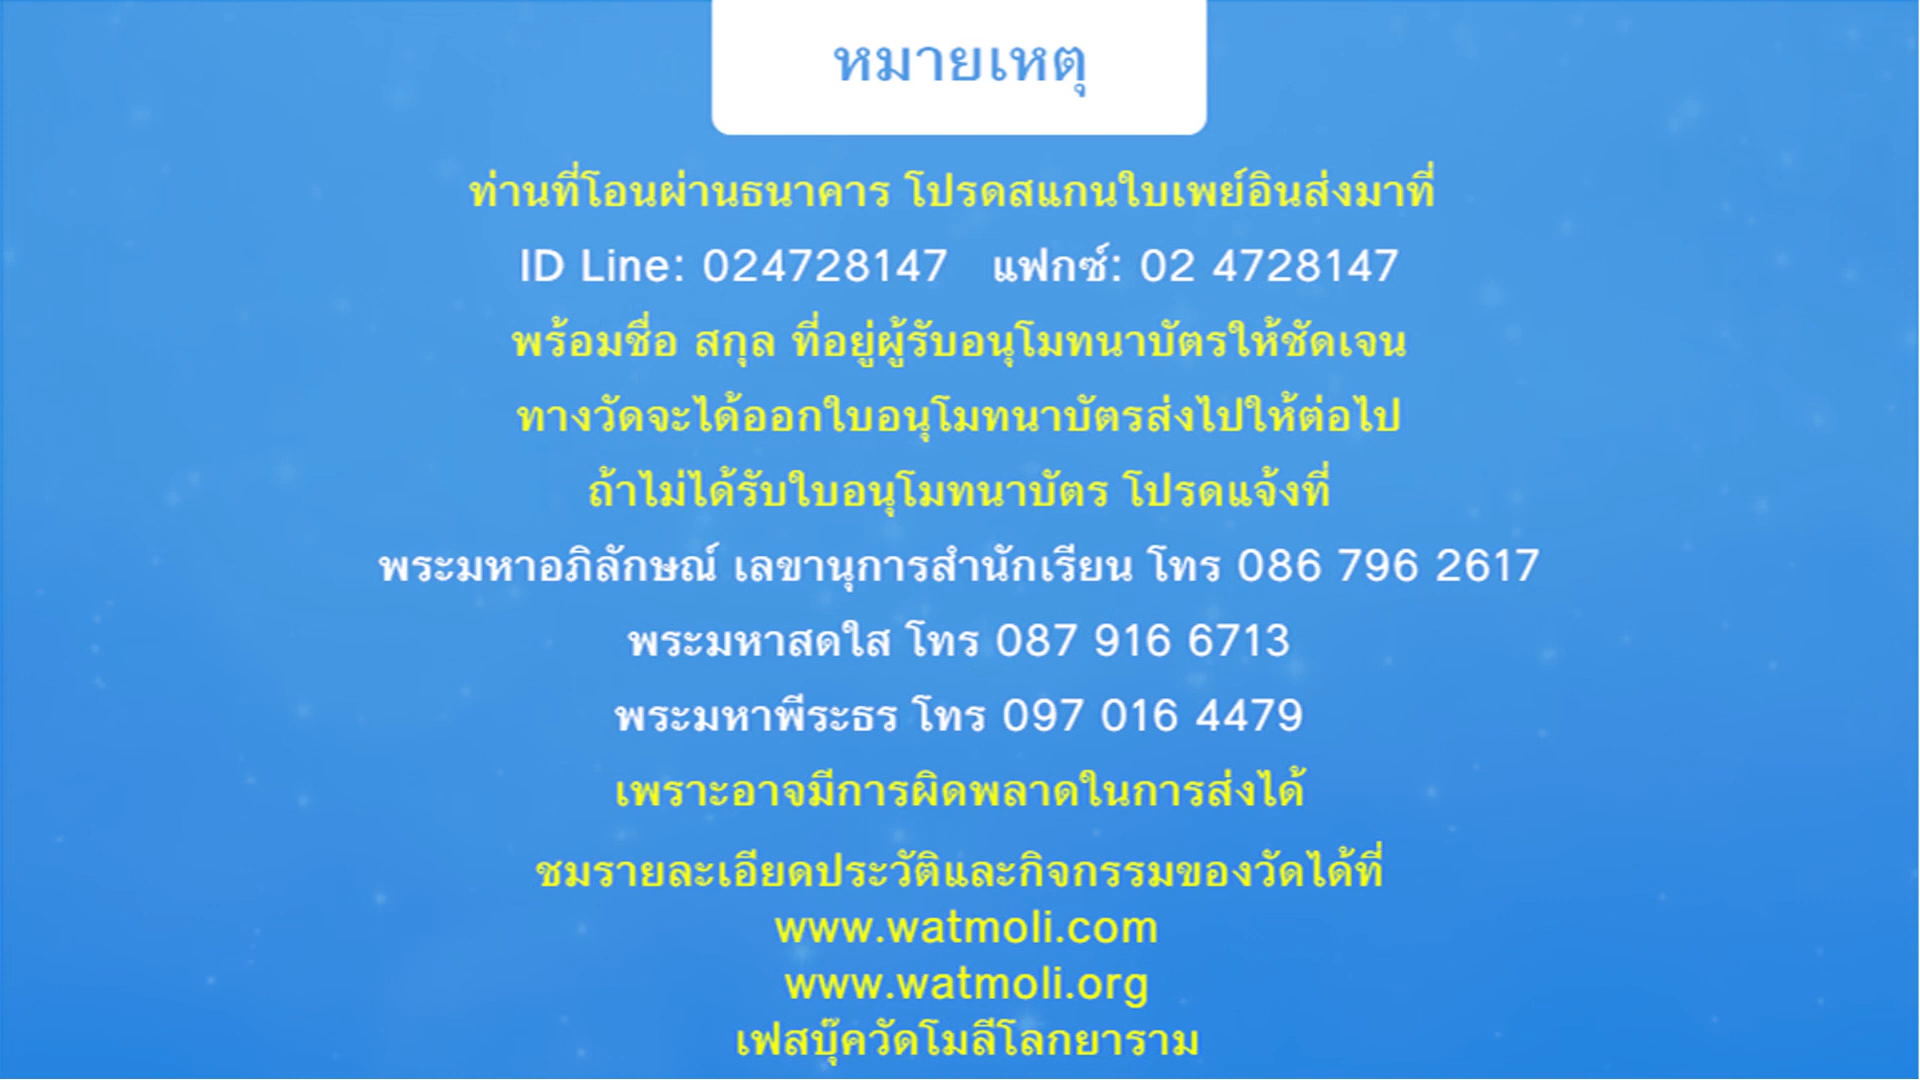 หมายเหตุ
ท่านที่โอนผ่านธนาคาร โปรดสแกนใบเพย์อินส่งมาที่
ID Line: 024728147 แฟกซ์: 02 4728147
พร้อมชื่อ สกุล ที่อยู่ผู้รับอนุโมทนาบัตรให้ชัดเจน
ทางวัดจะได้ออกใบอนุโมทนาบัตรส่งไปให้ต่อไป
ถ้าไม่ได้รับใบอนุโมทนาบัตร โปรดแจ้งที่
พระมหาอภิลักษณ์ เลขานุการสำนักเรียน โทร 086 796 2617
พระมหาสดใส โทร 087 916 6713
พระมหาพีระธร โทร 097 016 4479
เพราะอาจมีการผิดพลาดในการส่งได้
ชมรายละเอียดประวัติและกิจกรรมของวัดได้ที่
www.watmoli.com
www.watmoli.org
เฟสบุ๊ควัดโมลีโลกยาราม